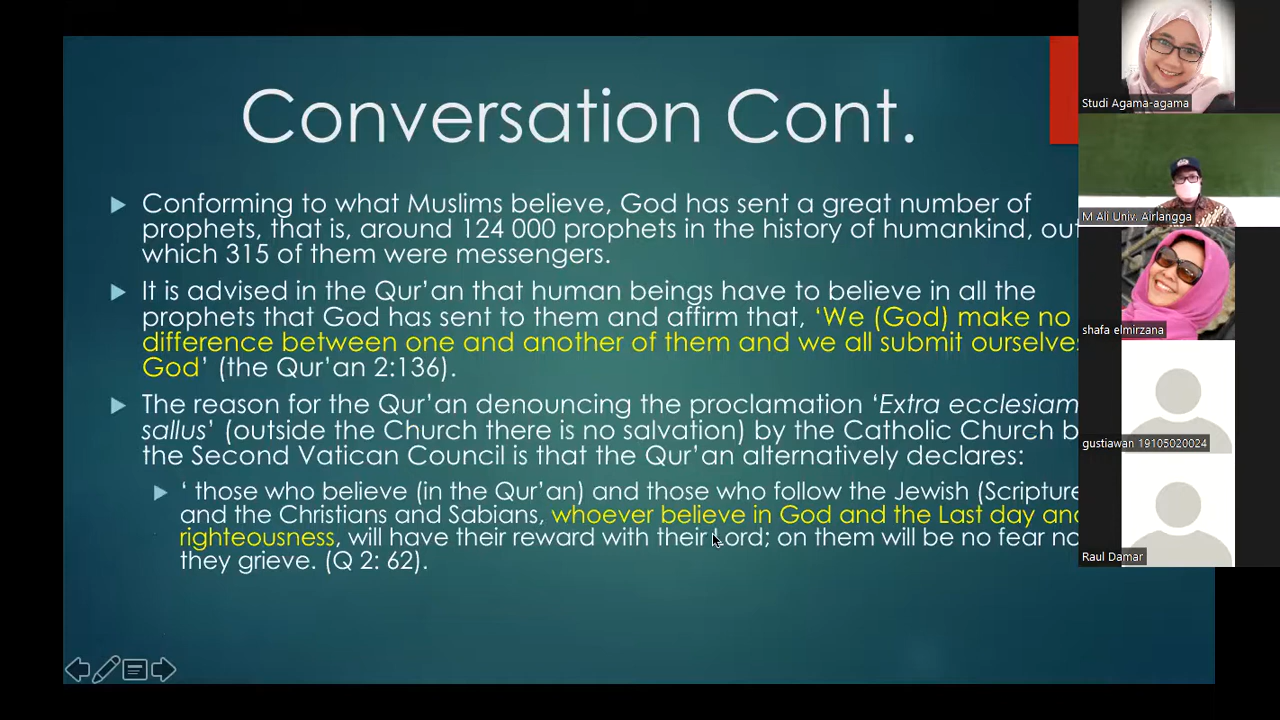 Conversation Cont.
Conforming to what Muslims believe, God has sent a great number of
prophets, that is, around 124 000 prophets in the history of humankind, out
which 315 of them were messengers.
It is advised in the Qur’an that human beings have to believe in all the
prophets that God has sent to them and affirm that, ‘We (God) make no
difference between one and another of them and we all submit ourselve
God’ (the Qur’an 2:136).
The reason for the Qur’an denouncing the proclamation ‘Extra ecclesiam
sallus’ (outside the Church there is no salvation) by the Catholic Church b
the Second Vatican Council is that the Qur’an alternatively declares:
‘ those who believe (in the Qur’an) and those who follow the Jewish (Scripture
and the Christians and Sabians, whoever believe in God and the Last day and
righteousness, will have their reward with their Lord; on them will be no fear no
they grieve. (Q 2: 62).
Studi Agama-agama
M Ali Univ. Airlangga
shafa elmirzana
gustiawan 19105020024
Raul Damar